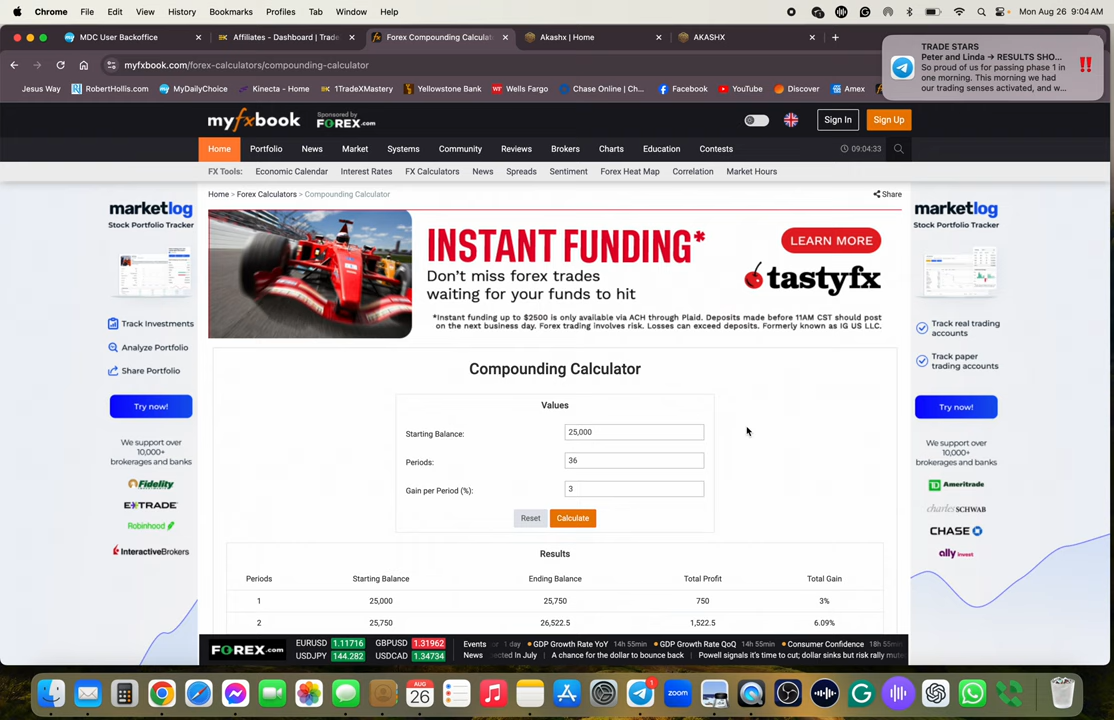 Chrome File Edit View History Bookmarks Profiles Tab Window Help
Mon Aug 26 9:04 AM
MDC User Backoffice
Affiliates - Dashboard | Trade
Forex Compounding Calculat
Akashx | Home
AKASHX
TRADE STARS
Peter and Linda → RESULTS SHO...
So proud of us for passing phase 1 in
one morning. This morning we had
our trading senses activated, and w...
myfxbook.com/forex-calculators/compounding-calculator
Jesus Way RobertHollis.com MyDailyChoice Kinecta - Home 1TradeXMastery Yellowstone Bank Wells Fargo Chase Online | Ch... Facebook YouTube Discover Amex
myfxbook
Sponsored by
FOREX.com
Sign In
Sign Up
Home Portfolio News Market Systems Community Reviews Brokers Charts Education Contests
09:04:33
FX Tools: Economic Calendar Interest Rates FX Calculators News Spreads Sentiment Forex Heat Map Correlation Market Hours
Home > Forex Calculators > Compounding Calculator
Share
marketlog
Stock Portfolio Tracker
Track Investments
Analyze Portfolio
Share Portfolio
Try now!
We support over
10,000+
brokerages and banks
Fidelity
E*TRADE
Robinhood
InteractiveBrokers
INSTANT FUNDING*
Don't miss forex trades
waiting for your funds to hit
LEARN MORE
tastyfx
*Instant funding up to $2500 is only available via ACH through Plaid. Deposits made before 11AM CST should post
on the next business day. Forex trading involves risk. Losses can exceed deposits. Formerly known as IG US LLC.
marketlog
Stock Portfolio Tracker
Track real trading
accounts
Track paper
trading accounts
Try now!
We support over
10,000+
brokerages and banks
Ameritrade
charles SCHWAB
CHASE
ally invest
Compounding Calculator
Values
Starting Balance: 25,000
Periods: 36
Gain per Period (%): 3
Reset Calculate
Results
Periods Starting Balance Ending Balance Total Profit Total Gain
1 25,000 25,750 750 3%
2 25,750 26,522.5 1,522.5 6.09%
FOREX.com
EURUSD 1.11716 GBPUSD 1.31962
USDJPY 144.282 USDCAD 1.34734
Events 1 day GDP Growth Rate YoY 14h 55min GDP Growth Rate QoQ 14h 55min Consumer Confidence 18h 55m
News ected In July | A chance for the dollar to bounce back | Powell signals it's time to cut; dollar sinks but risk rally mute
AUG
26
1
zoom